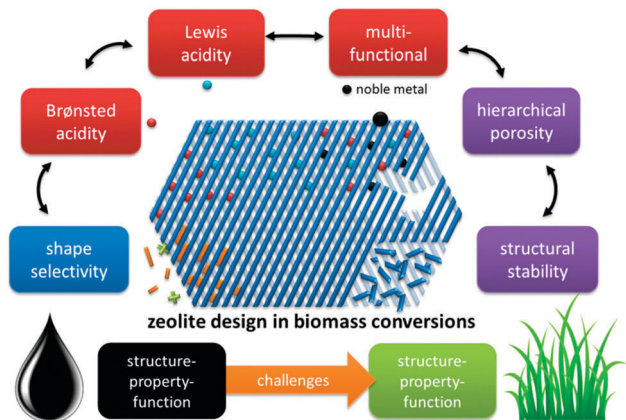 Lewis
acidity
multi-
functional
noble metal
Brønsted
acidity
hierarchical
porosity
shape
selectivity
structural
stability
zeolite design in biomass conversions
structure-
property-
function
challenges
structure-
property-
function